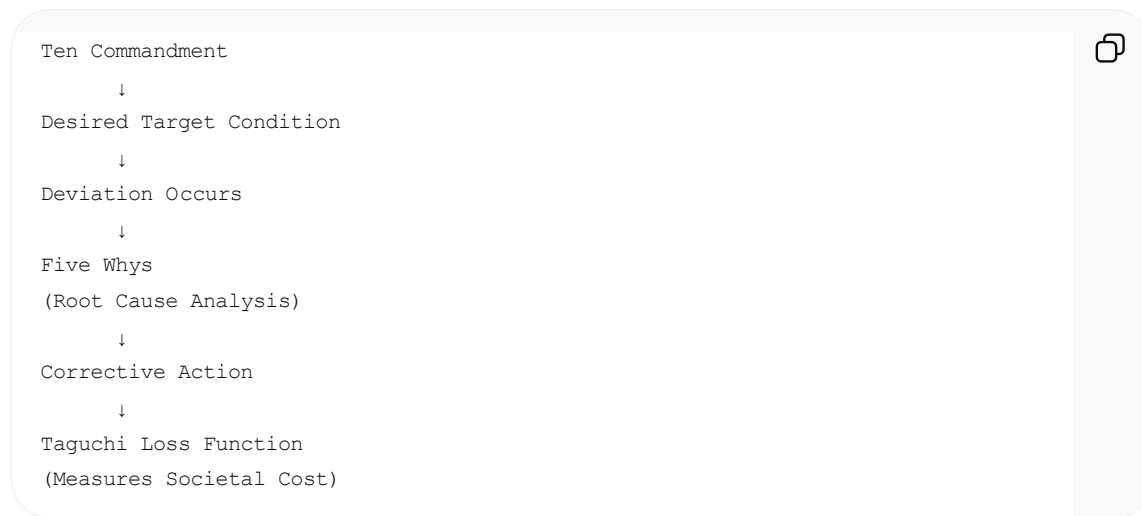 Ten Commandment
↓
Desired Target Condition
↓
Deviation Occurs
↓
Five Whys
(Root Cause Analysis)
↓
Corrective Action
↓
Taguchi Loss Function
(Measures Societal Cost)